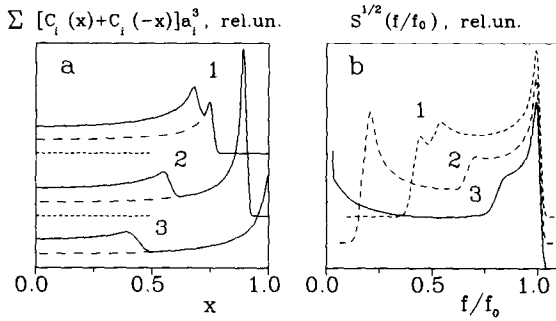 Σ [C_i (x)+C_i (-x)]a_i^3, rel.un.
S^{1/2}(f/f_0), rel.un.
a
1
2
3
0.0 0.5 1.0
x
b
1
2
3
0.0 0.5 1.0
f/f_0